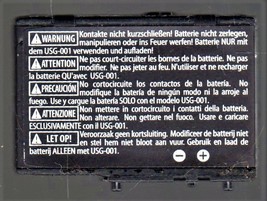 WARNUNG Kontakte nicht kurzschließen! Batterie nicht zerlegen,
manipulieren oder ins Feuer werfen! Batterie NUR mit
dem USG-001 verwenden und aufladen!
ATTENTION Ne pas court-circuiter les contacts de la batterie. Ne
pas modifier. Ne pas jeter au feu. N'utiliser et ne recharger
la batterie QU'avec USG-001.
PRECAUCIÓN No cortocircuite los contactos de la batería. No
modifique la batería de ningún modo ni la arroje al
fuego. Use y cargue la batería SOLO con el modelo USG-001.
ATTENZIONE Non mettere in cortocircuito i contatti della batteria.
Non alterare. Non gettare nel fuoco. Usare e caricare
ESCLUSIVAMENTE con il USG-001.
LET OP! Veroorzaak geen kortsluiting. Modificeer de batterij niet
en stel hem niet bloot aan vuur. Gebruik en laad de
batterij ALLEEN met USG-001.